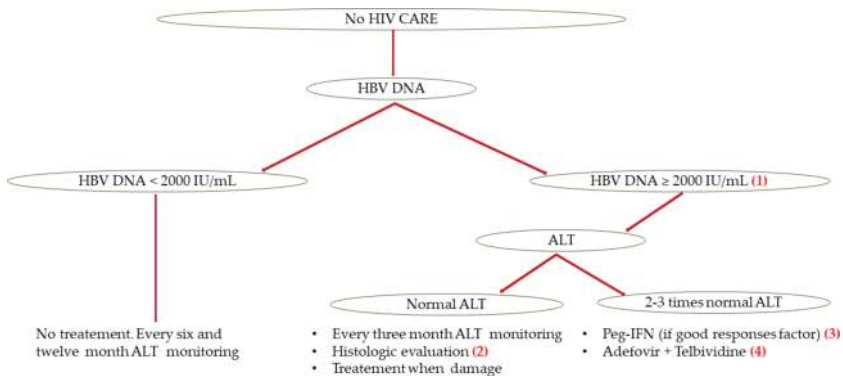 No HIV CARE
HBV DNA
HBV DNA < 2000 IU/mL
HBV DNA ≥ 2000 IU/mL (1)
ALT
Normal ALT
2-3 times normal ALT
No treatement. Every six and
twelve month ALT monitoring
• Every three month ALT monitoring
• Histologic evaluation (2)
• Treatement when damage
• Peg-IFN (if good responses factor) (3)
• Adefovir + Telbividine (4)